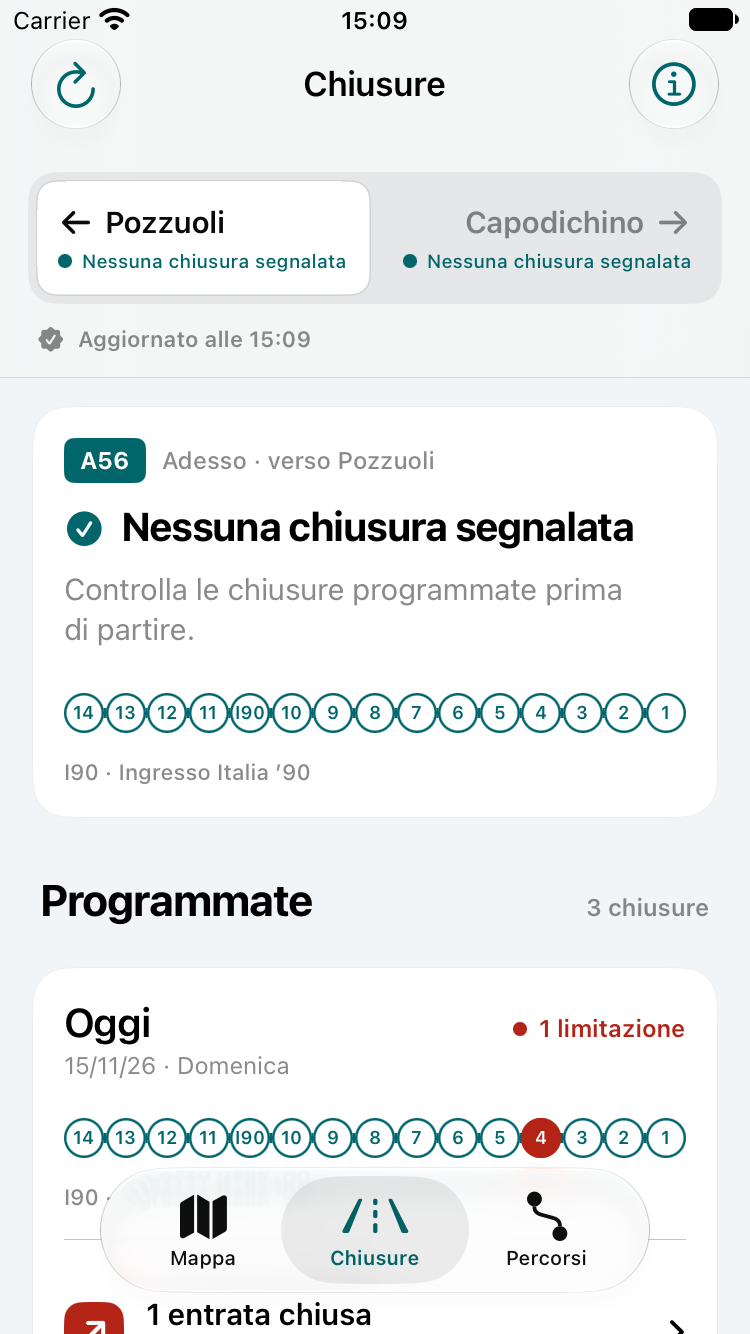 Carrier 15:09
Chiusure
← Pozzuoli
Nessuna chiusura segnalata
Capodichino →
Nessuna chiusura segnalata
Aggiornato alle 15:09
A56 Adesso · verso Pozzuoli
Nessuna chiusura segnalata
Controlla le chiusure programmate prima
di partire.
14 13 12 11 I90 10 9 8 7 6 5 4 3 2 1
I90 · Ingresso Italia ’90
Programmate 3 chiusure
Oggi 1 limitazione
15/11/26 · Domenica
14 13 12 11 I90 10 9 8 7 6 5 4 3 2 1
I90 ·
Mappa Chiusure Percorsi
1 entrata chiusa